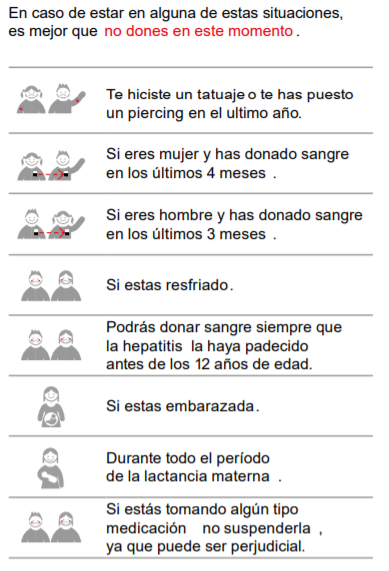 En caso de estar en alguna de estas situaciones,
es mejor que no dones en este momento.
Te hiciste un tatuaje o te has puesto
un piercing en el ultimo año.
Si eres mujer y has donado sangre
en los últimos 4 meses .
Si eres hombre y has donado sangre
en los últimos 3 meses .
Si estas resfriado.
Podrás donar sangre siempre que
la hepatitis la haya padecido
antes de los 12 años de edad.
Si estas embarazada.
Durante todo el período
de la lactancia materna .
Si estás tomando algún tipo
medicación no suspenderla ,
ya que puede ser perjudicial.